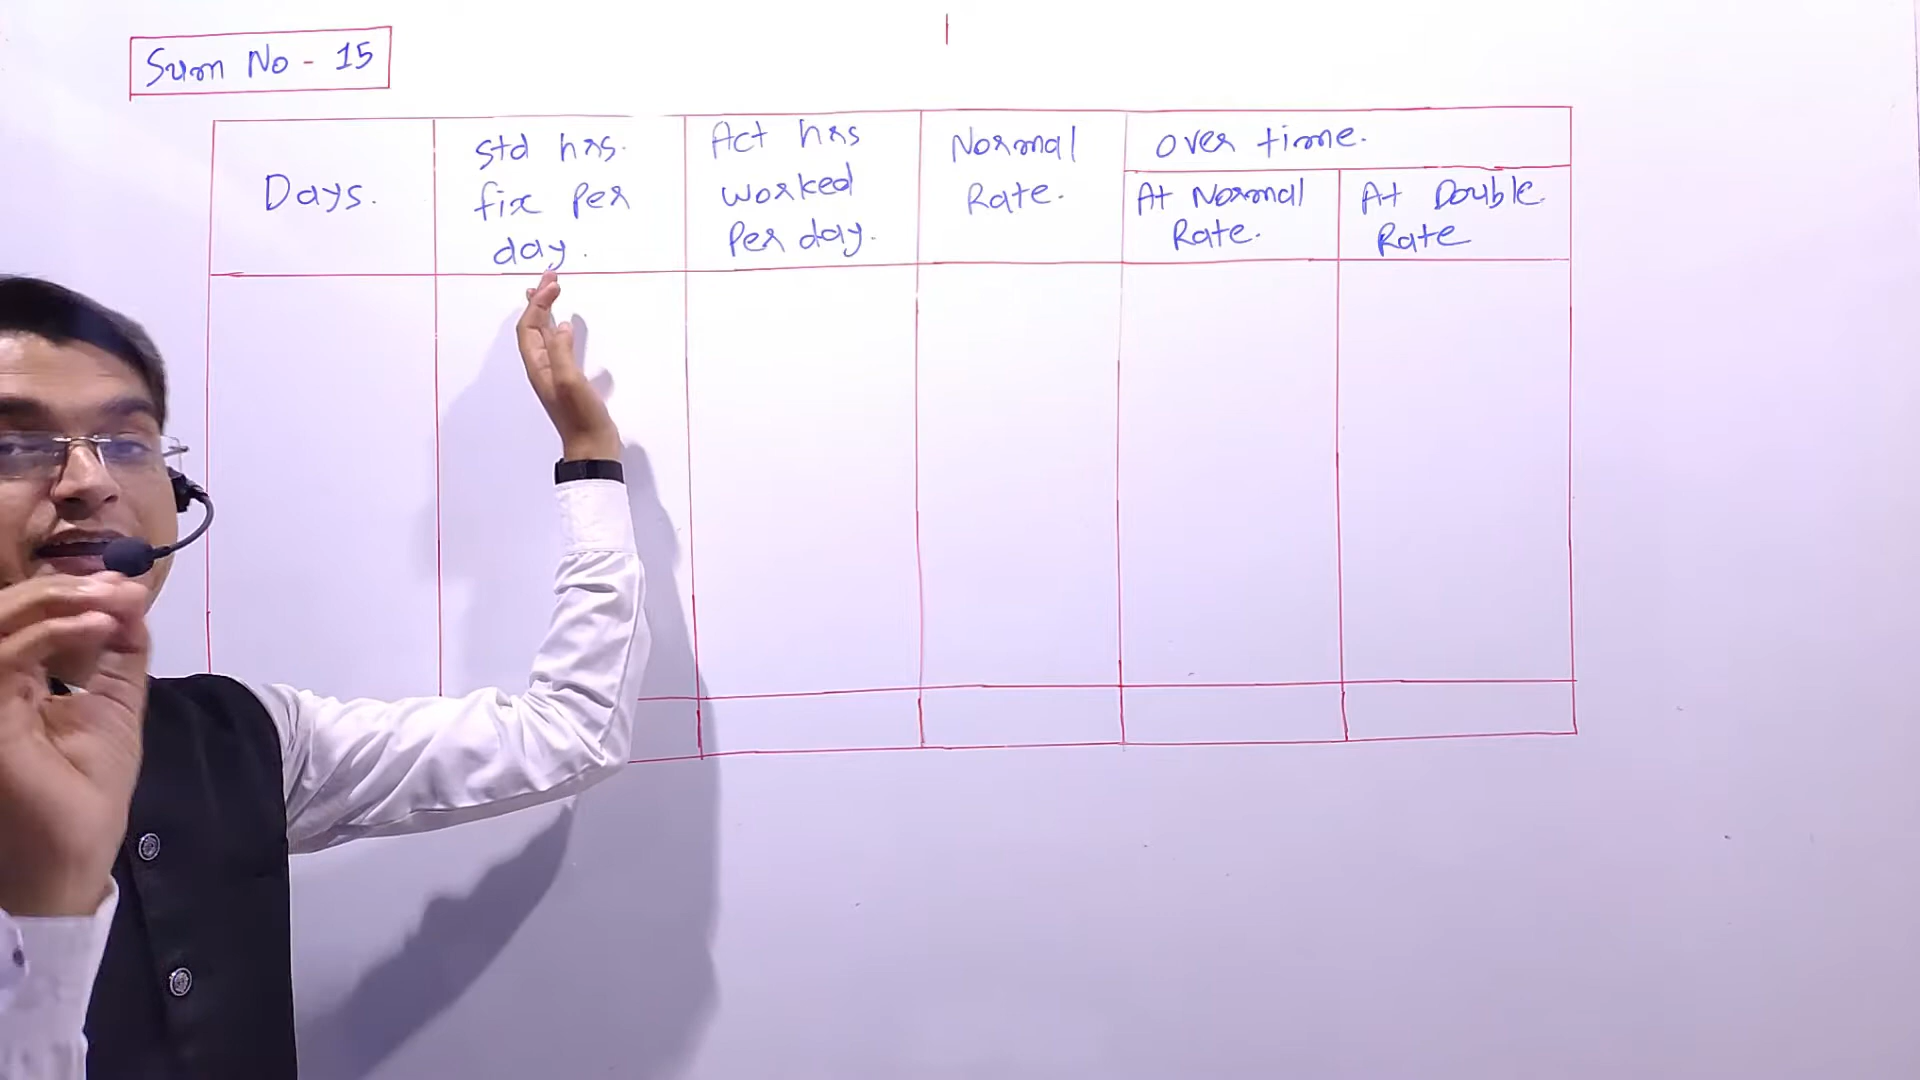 Sum No - 15
Days.
Std hrs.
fix per
day.
Act hrs
worked
Per day.
Normal
Rate.
Over time.
At Normal
Rate.
At Double
Rate